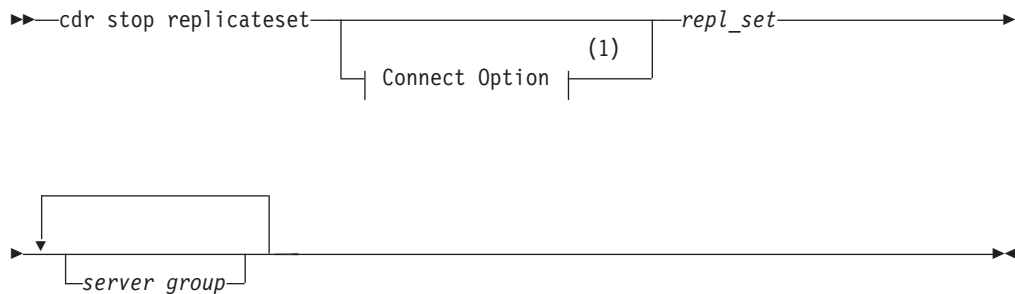 cdr stop replicateset repl_set
(1)
Connect Option
server group